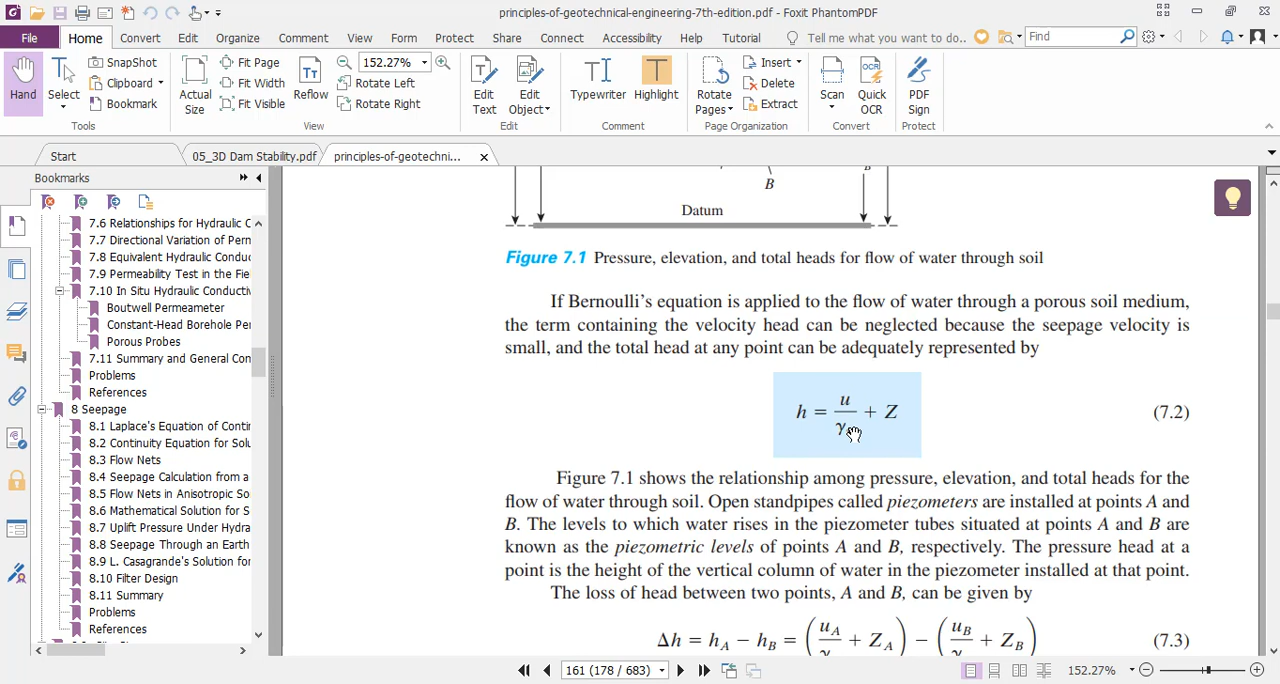 principles-of-geotechnical-engineering-7th-edition.pdf - Foxit PhantomPDF
File Home Convert Edit Organize Comment View Form Protect Share Connect Accessibility Help Tutorial Tell me what you want to do.. Find
Hand
Select
SnapShot
Clipboard
Bookmark
Tools
Actual Size
Fit Page
Fit Width
Fit Visible
Reflow
152.27%
Rotate Left
Rotate Right
View
Edit Text
Edit Object
Edit
Typewriter
Highlight
Comment
Rotate Pages
Insert
Delete
Extract
Page Organization
Scan
Quick OCR
Convert
PDF Sign
Protect
Start
05_3D Dam Stability.pdf
principles-of-geotechni...
Bookmarks
7.6 Relationships for Hydraulic C
7.7 Directional Variation of Perm
7.8 Equivalent Hydraulic Conduc
7.9 Permeability Test in the Fie
7.10 In Situ Hydraulic Conductiv
Boutwell Permeameter
Constant-Head Borehole Per
Porous Probes
7.11 Summary and General Con
Problems
References
8 Seepage
8.1 Laplace's Equation of Contin
8.2 Continuity Equation for Solu
8.3 Flow Nets
8.4 Seepage Calculation from a
8.5 Flow Nets in Anisotropic So
8.6 Mathematical Solution for S
8.7 Uplift Pressure Under Hydra
8.8 Seepage Through an Earth
8.9 L. Casagrande's Solution for
8.10 Filter Design
8.11 Summary
Problems
References
B
Datum
Figure 7.1 Pressure, elevation, and total heads for flow of water through soil
If Bernoulli's equation is applied to the flow of water through a porous soil medium,
the term containing the velocity head can be neglected because the seepage velocity is
small, and the total head at any point can be adequately represented by
h = u/γ + Z (7.2)
Figure 7.1 shows the relationship among pressure, elevation, and total heads for the
flow of water through soil. Open standpipes called piezometers are installed at points A and
B. The levels to which water rises in the piezometer tubes situated at points A and B are
known as the piezometric levels of points A and B, respectively. The pressure head at a
point is the height of the vertical column of water in the piezometer installed at that point.
The loss of head between two points, A and B, can be given by
Δh = hA − hB = (uA/γ + ZA) − (uB/γ + ZB) (7.3)
161 (178 / 683)
152.27%